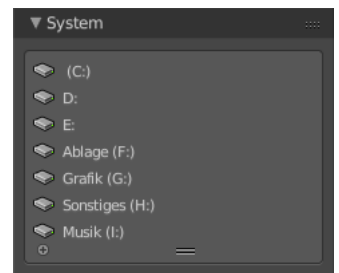 System
(C:)
D:
E:
Ablage (F:)
Grafik (G:)
Sonstiges (H:)
Musik (I:)